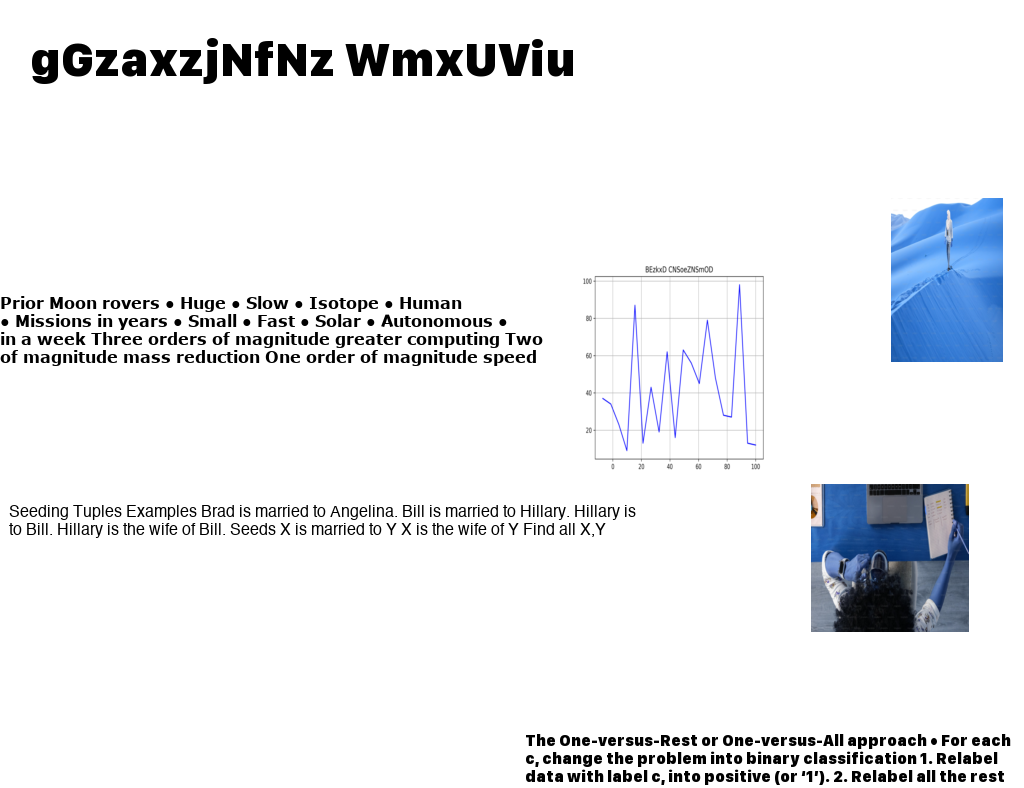 gGzaxzjNfNz WmxUViu
BEzkxD CNSoeZNSmOD
100
80
60
40
20
0 20 40 60 80 100
Prior Moon rovers ● Huge ● Slow ● Isotope ● Human
● Missions in years ● Small ● Fast ● Solar ● Autonomous ●
in a week Three orders of magnitude greater computing Two
of magnitude mass reduction One order of magnitude speed
Seeding Tuples Examples Brad is married to Angelina. Bill is married to Hillary. Hillary is
to Bill. Hillary is the wife of Bill. Seeds X is married to Y X is the wife of Y Find all X,Y
The One-versus-Rest or One-versus-All approach • For each
c, change the problem into binary classification 1. Relabel
data with label c, into positive (or ‘1’). 2. Relabel all the rest